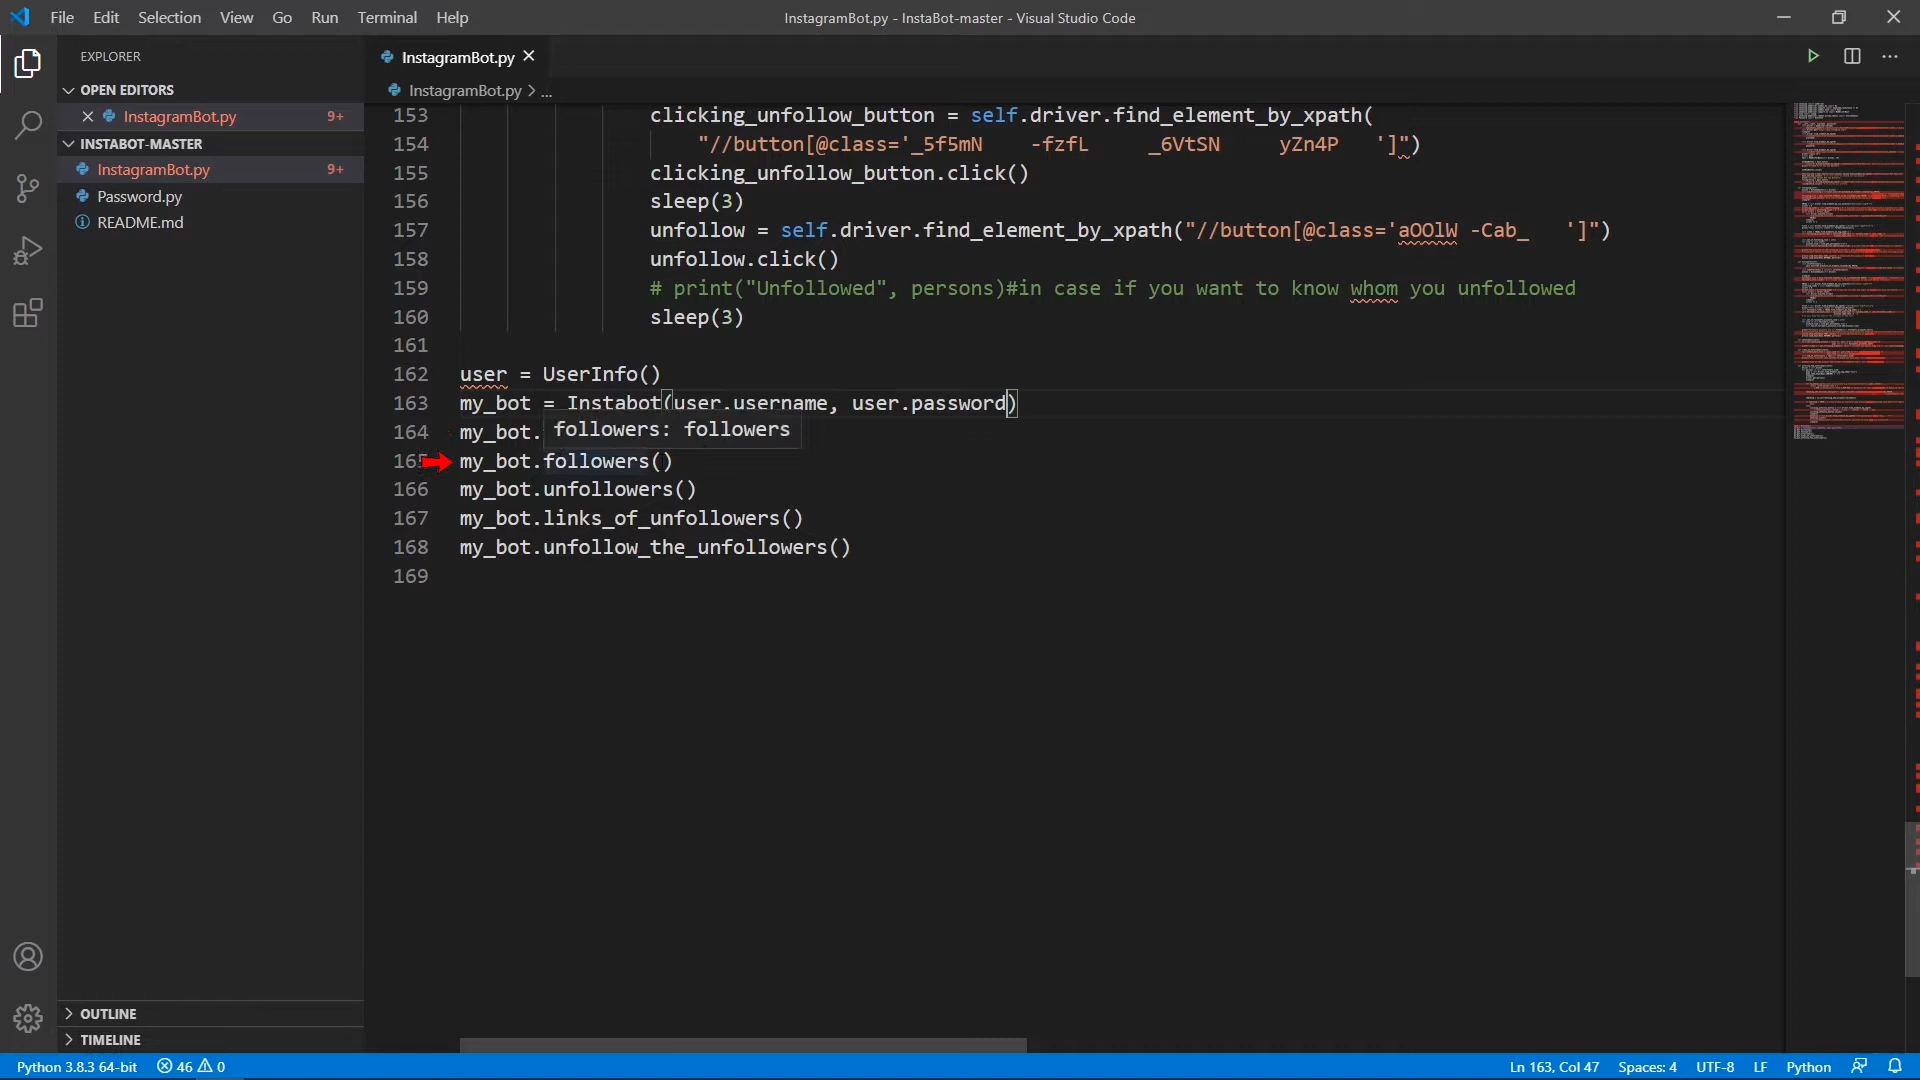 File Edit Selection View Go Run Terminal Help
InstagramBot.py - InstaBot-master - Visual Studio Code
EXPLORER
OPEN EDITORS
InstagramBot.py 9+
INSTABOT-MASTER
InstagramBot.py 9+
Password.py
README.md
OUTLINE
TIMELINE
InstagramBot.py
InstagramBot.py > ...
153 clicking_unfollow_button = self.driver.find_element_by_xpath(
154 "//button[@class='_5f5mN    -fzfL     _6VtSN     yZn4P   ']")
155 clicking_unfollow_button.click()
156 sleep(3)
157 unfollow = self.driver.find_element_by_xpath("//button[@class='aOOlW -Cab_   ']")
158 unfollow.click()
159 # print("Unfollowed", persons)#in case if you want to know whom you unfollowed
160 sleep(3)
161
162 user = UserInfo()
163 my_bot = Instabot(user.username, user.password)
164 my_bot.
followers: followers
165 my_bot.followers()
166 my_bot.unfollowers()
167 my_bot.links_of_unfollowers()
168 my_bot.unfollow_the_unfollowers()
169
Python 3.8.3 64-bit 46 0 Ln 163, Col 47 Spaces: 4 UTF-8 LF Python